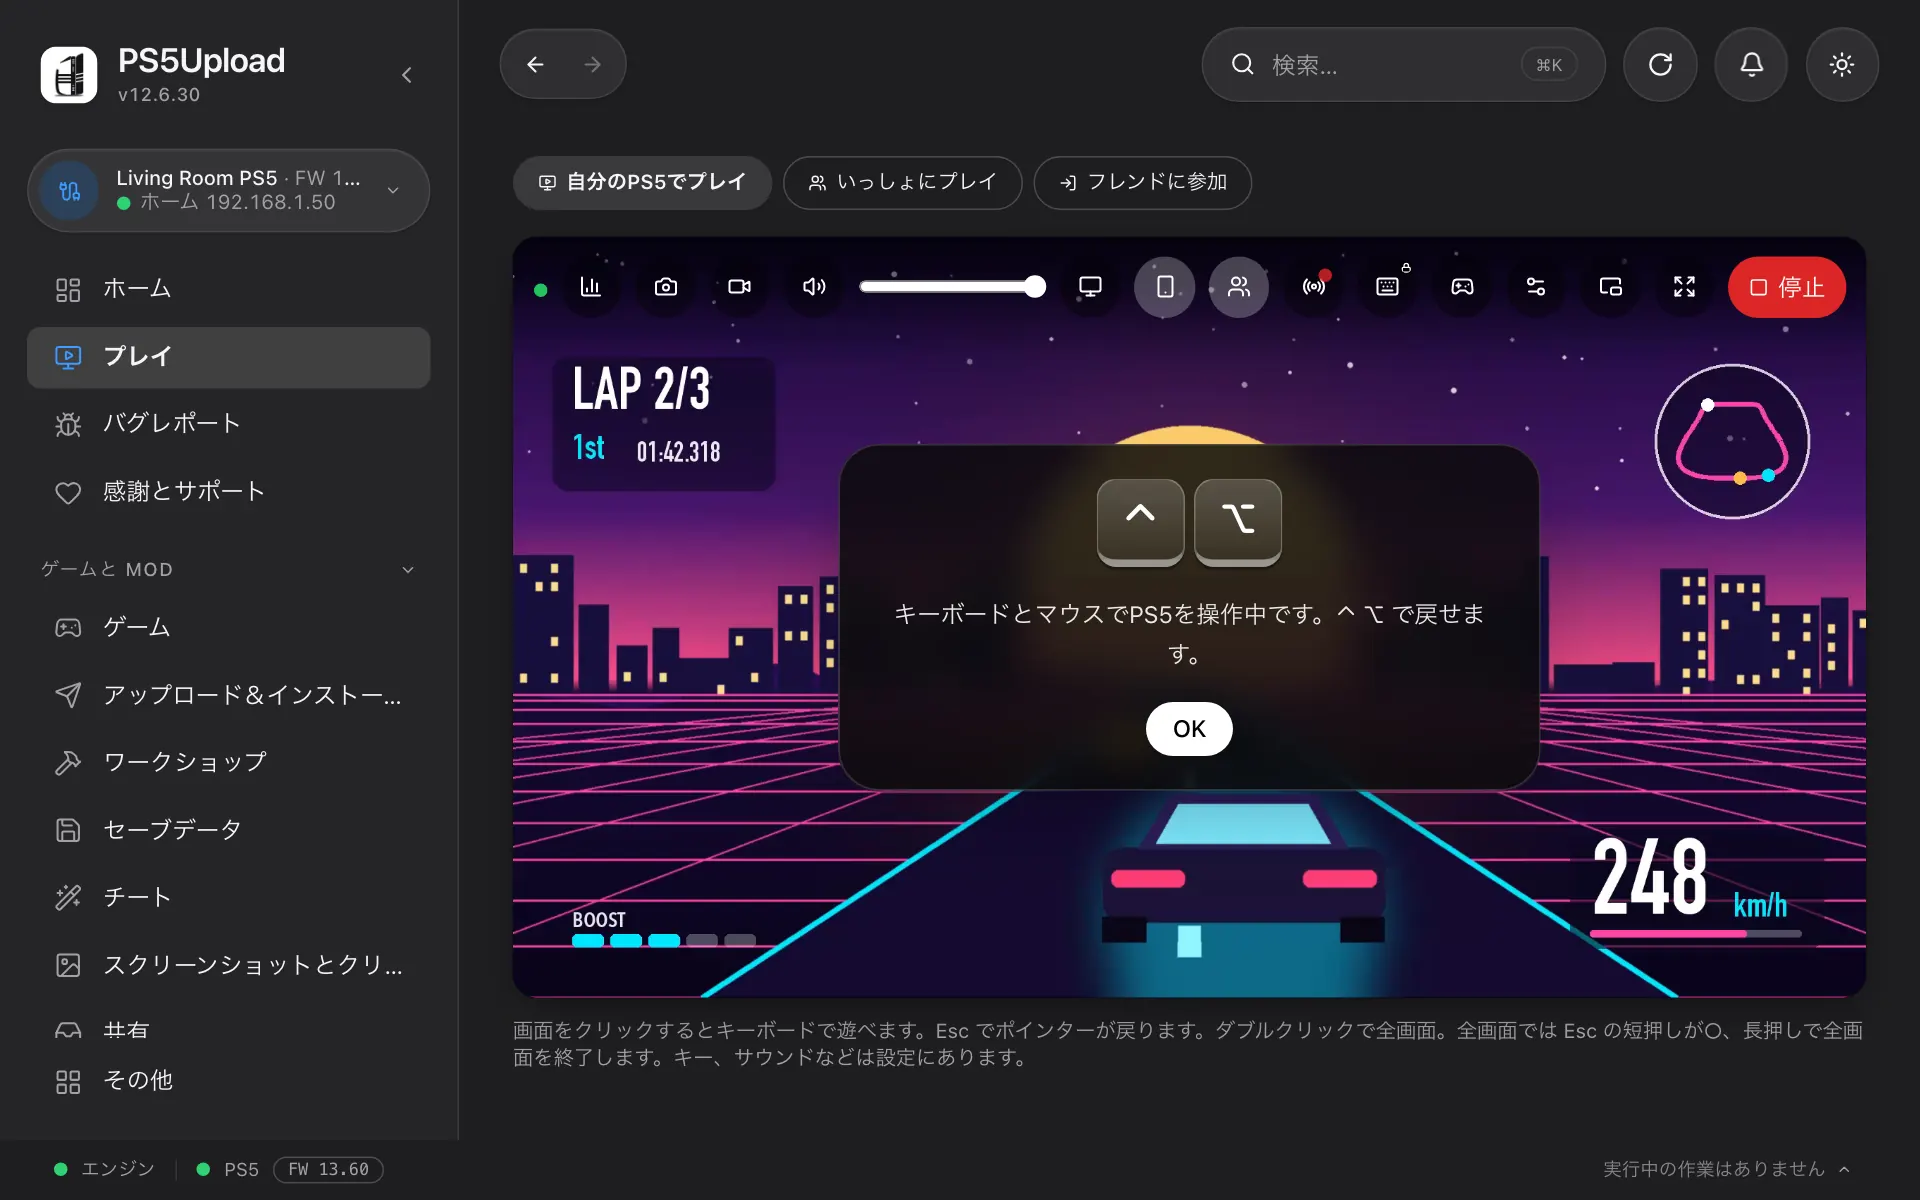 PS5Upload
v12.6.30
Living Room PS5 · FW 1...
ホーム 192.168.1.50
ホーム
プレイ
バグレポート
感謝とサポート
ゲームと MOD
ゲーム
アップロード＆インストー...
ワークショップ
セーブデータ
チート
スクリーンショットとクリ...
共有
その他
検索...
⌘K
自分のPS5でプレイ
いっしょにプレイ
フレンドに参加
停止
LAP 2/3
1st 01:42.318
^ ⌥
キーボードとマウスでPS5を操作中です。^ ⌥ で戻せま
す。
OK
BOOST
248 km/h
画面をクリックするとキーボードで遊べます。Esc でポインターが戻ります。ダブルクリックで全画面。全画面では Esc の短押しが○、長押しで全画
面を終了します。キー、サウンドなどは設定にあります。
エンジン
PS5
FW 13.60
実行中の作業はありません